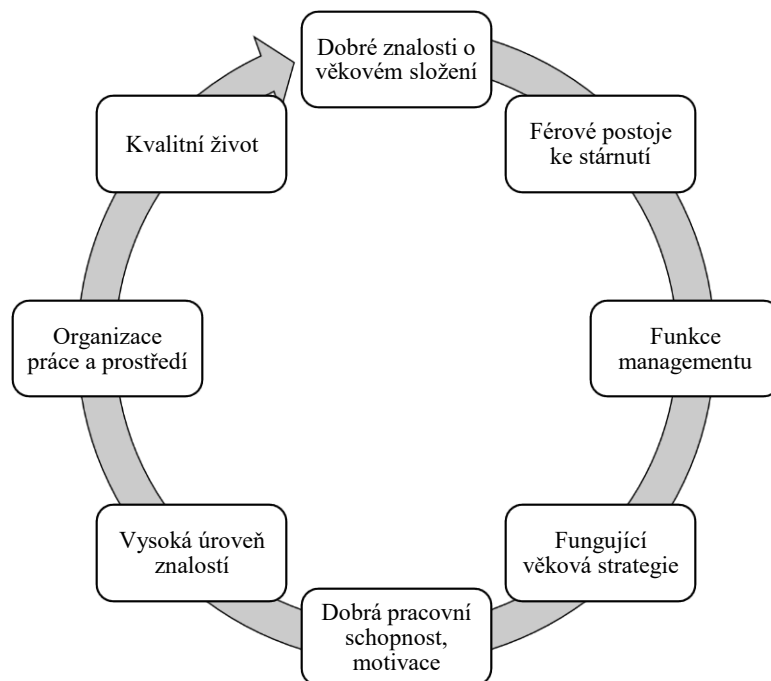 Dobré znalosti o
věkovém složení
Férové postoje
ke stárnutí
Funkce
managementu
Fungující
věková strategie
Dobrá pracovní
schopnost,
motivace
Vysoká úroveň
znalostí
Organizace
práce a prostředí
Kvalitní život